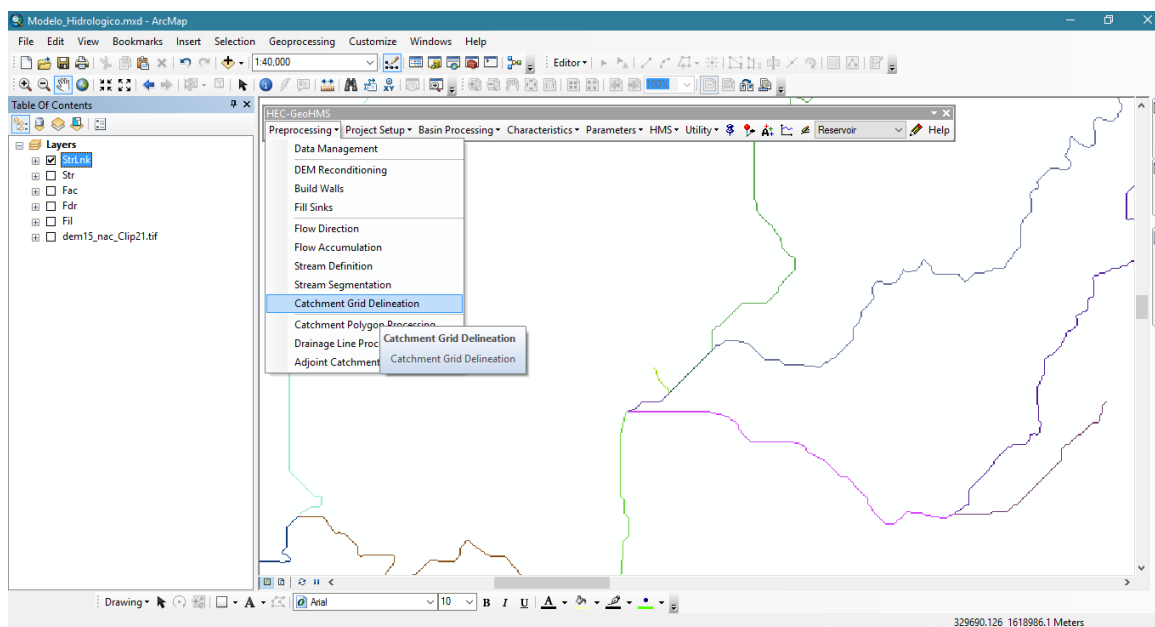 Modelo_Hidrologico.mxd - ArcMap
File Edit View Bookmarks Insert Selection Geoprocessing Customize Windows Help
1:40,000 Editor
100%
Table Of Contents
HEC-GeoHMS
Preprocessing Project Setup Basin Processing Characteristics Parameters HMS Utility Reservoir Help
Layers
StrLnk
Str
Fac
Fdr
Fil
dem15_nac_Clip21.tif
Data Management
DEM Reconditioning
Build Walls
Fill Sinks
Flow Direction
Flow Accumulation
Stream Definition
Stream Segmentation
Catchment Grid Delineation
Catchment Polygon Processing
Drainage Line Proc
Adjoint Catchment
Catchment Grid Delineation
Catchment Grid Delineation
Drawing A Arial 10 B I U A
329690.126 1618986.1 Meters